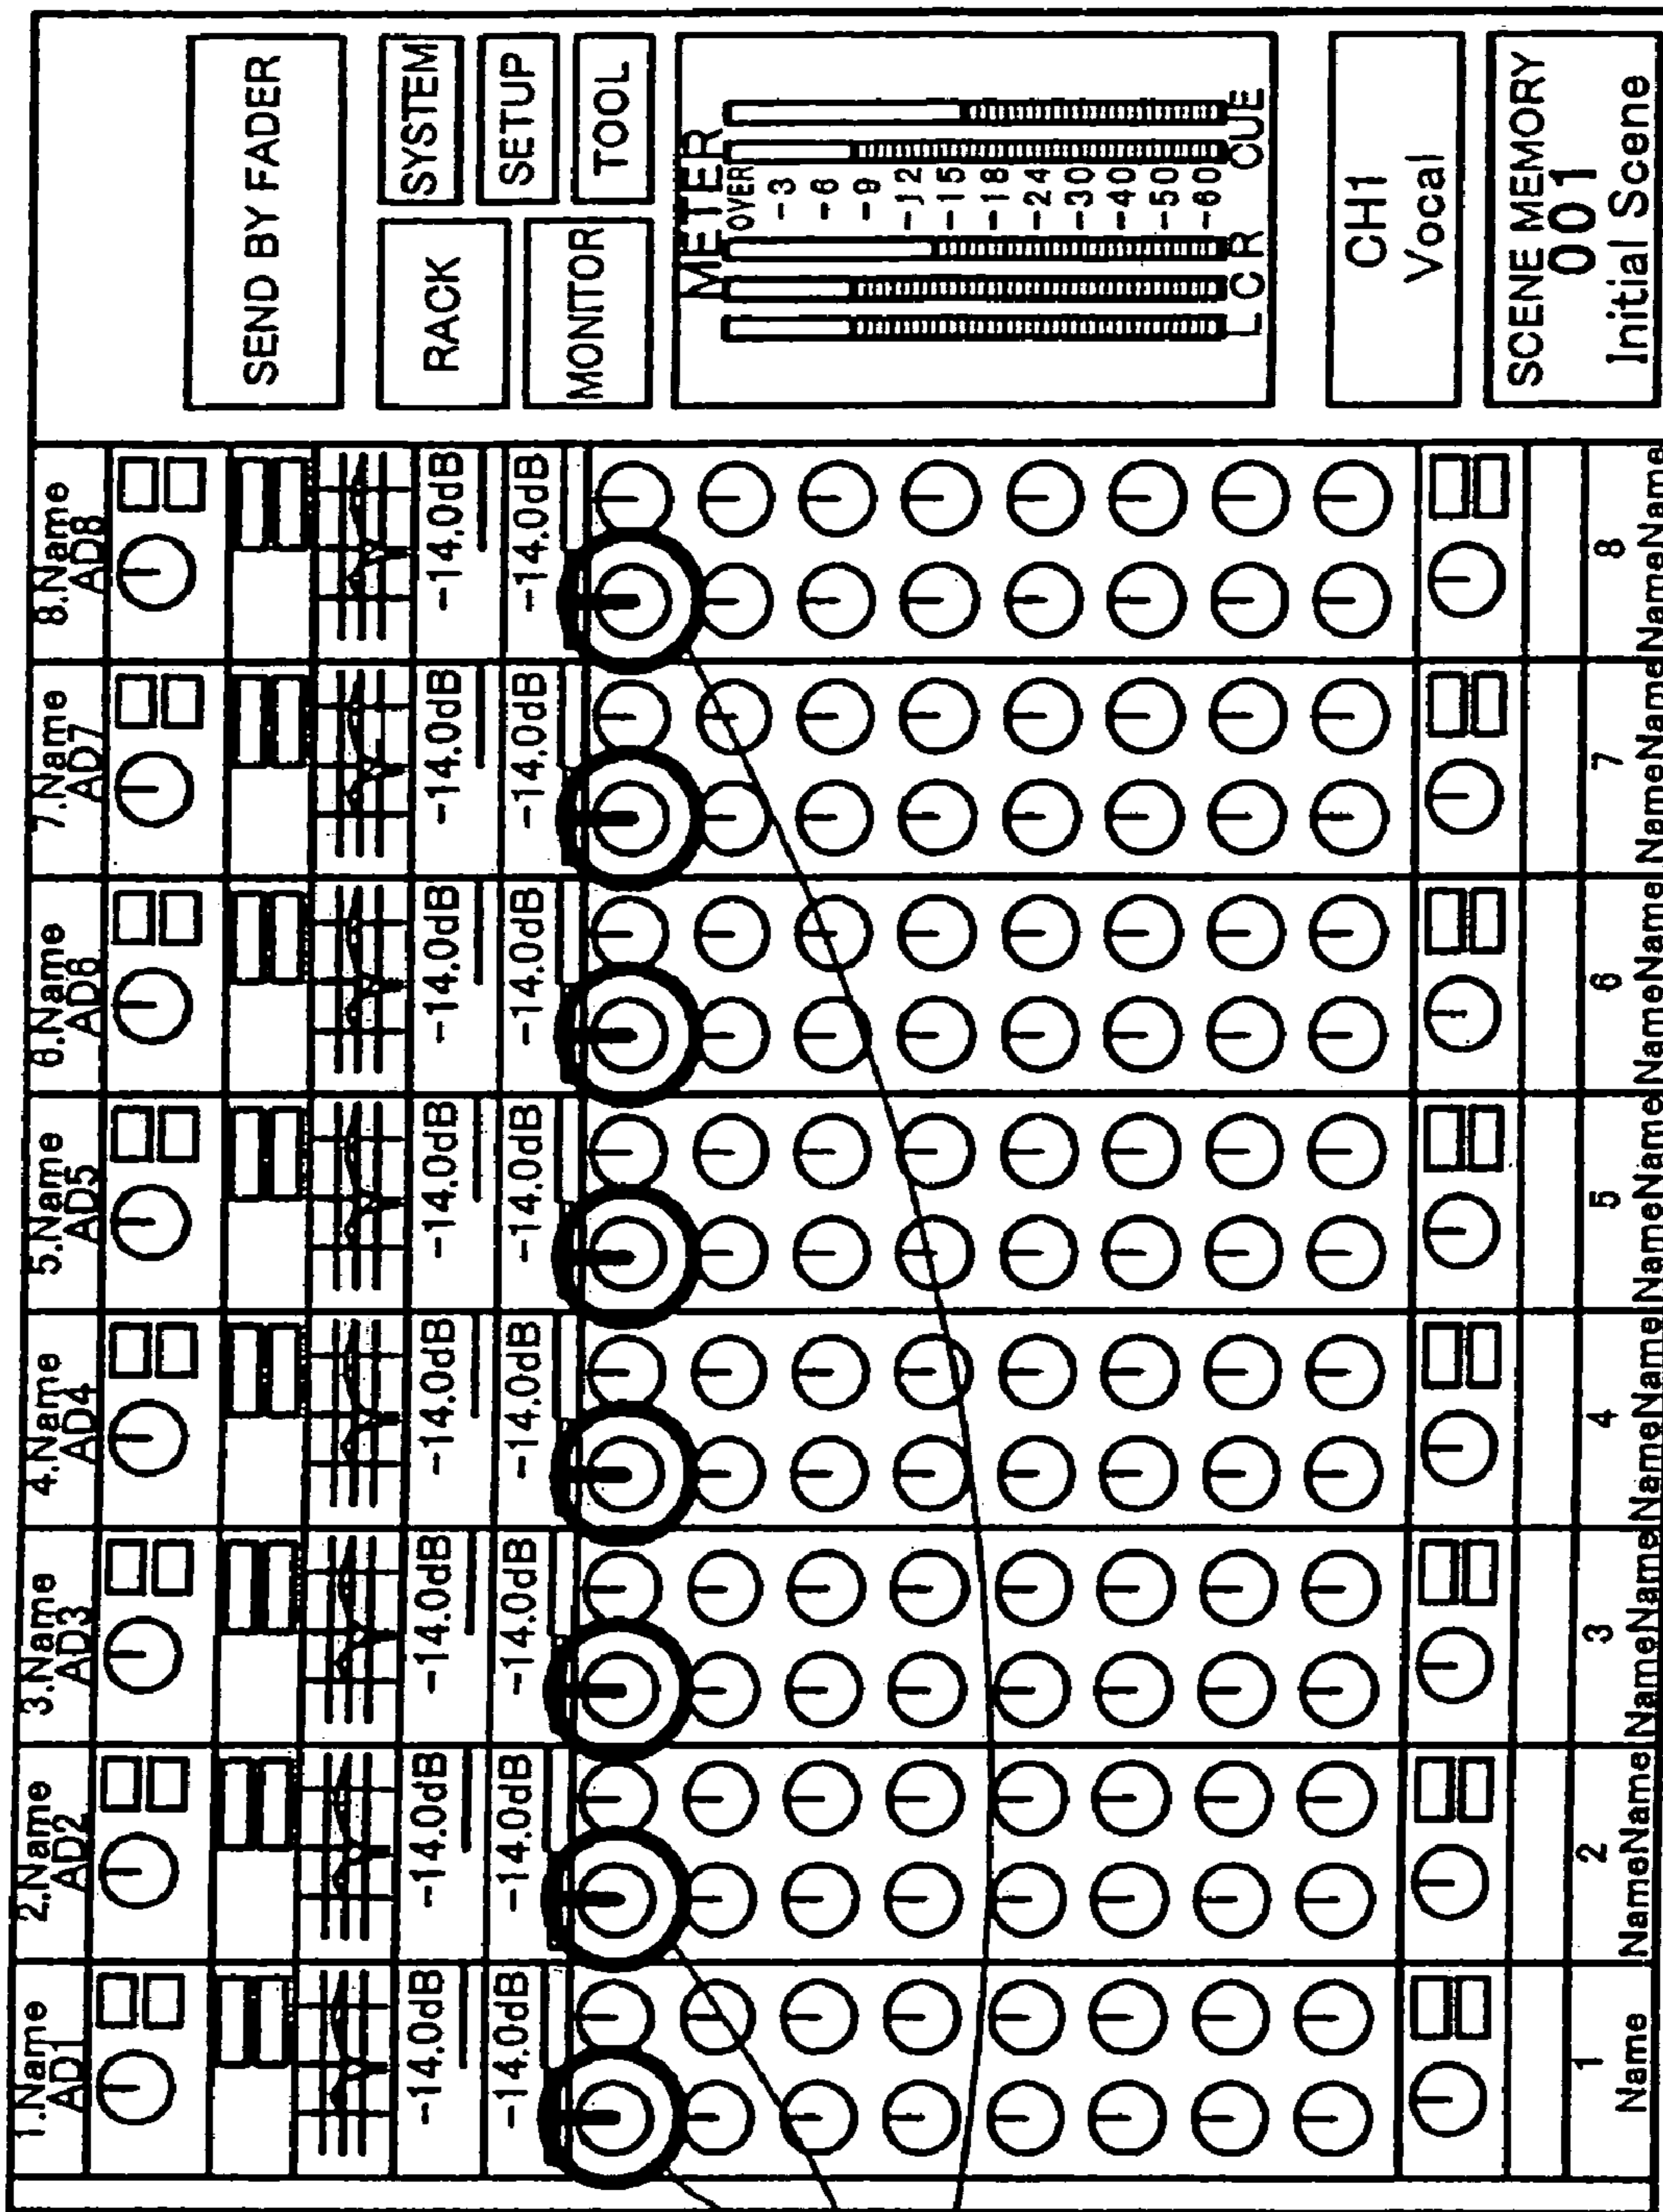 1.Name 2.Name 3.Name 4.Name 5.Name 6.Name 7.Name 8.Name
AD1 AD2 AD3 AD4 AD5 AD6 AD7 AD8
-14.0dB -14.0dB -14.0dB -14.0dB -14.0dB -14.0dB -14.0dB -14.0dB
-14.0dB -14.0dB -14.0dB -14.0dB -14.0dB -14.0dB -14.0dB -14.0dB
1 2 3 4 5 6 7 8
Name NameName NameName NameName NameName NameName NameName NameName
SEND BY FADER
RACK SYSTEM
SETUP
MONITOR TOOL
METER
OVER
-3
-6
-9
-12
-15
-18
-24
-30
-40
-50
-60
L C R CUE
CH1
Vocal
SCENE MEMORY
001
Initial Scene